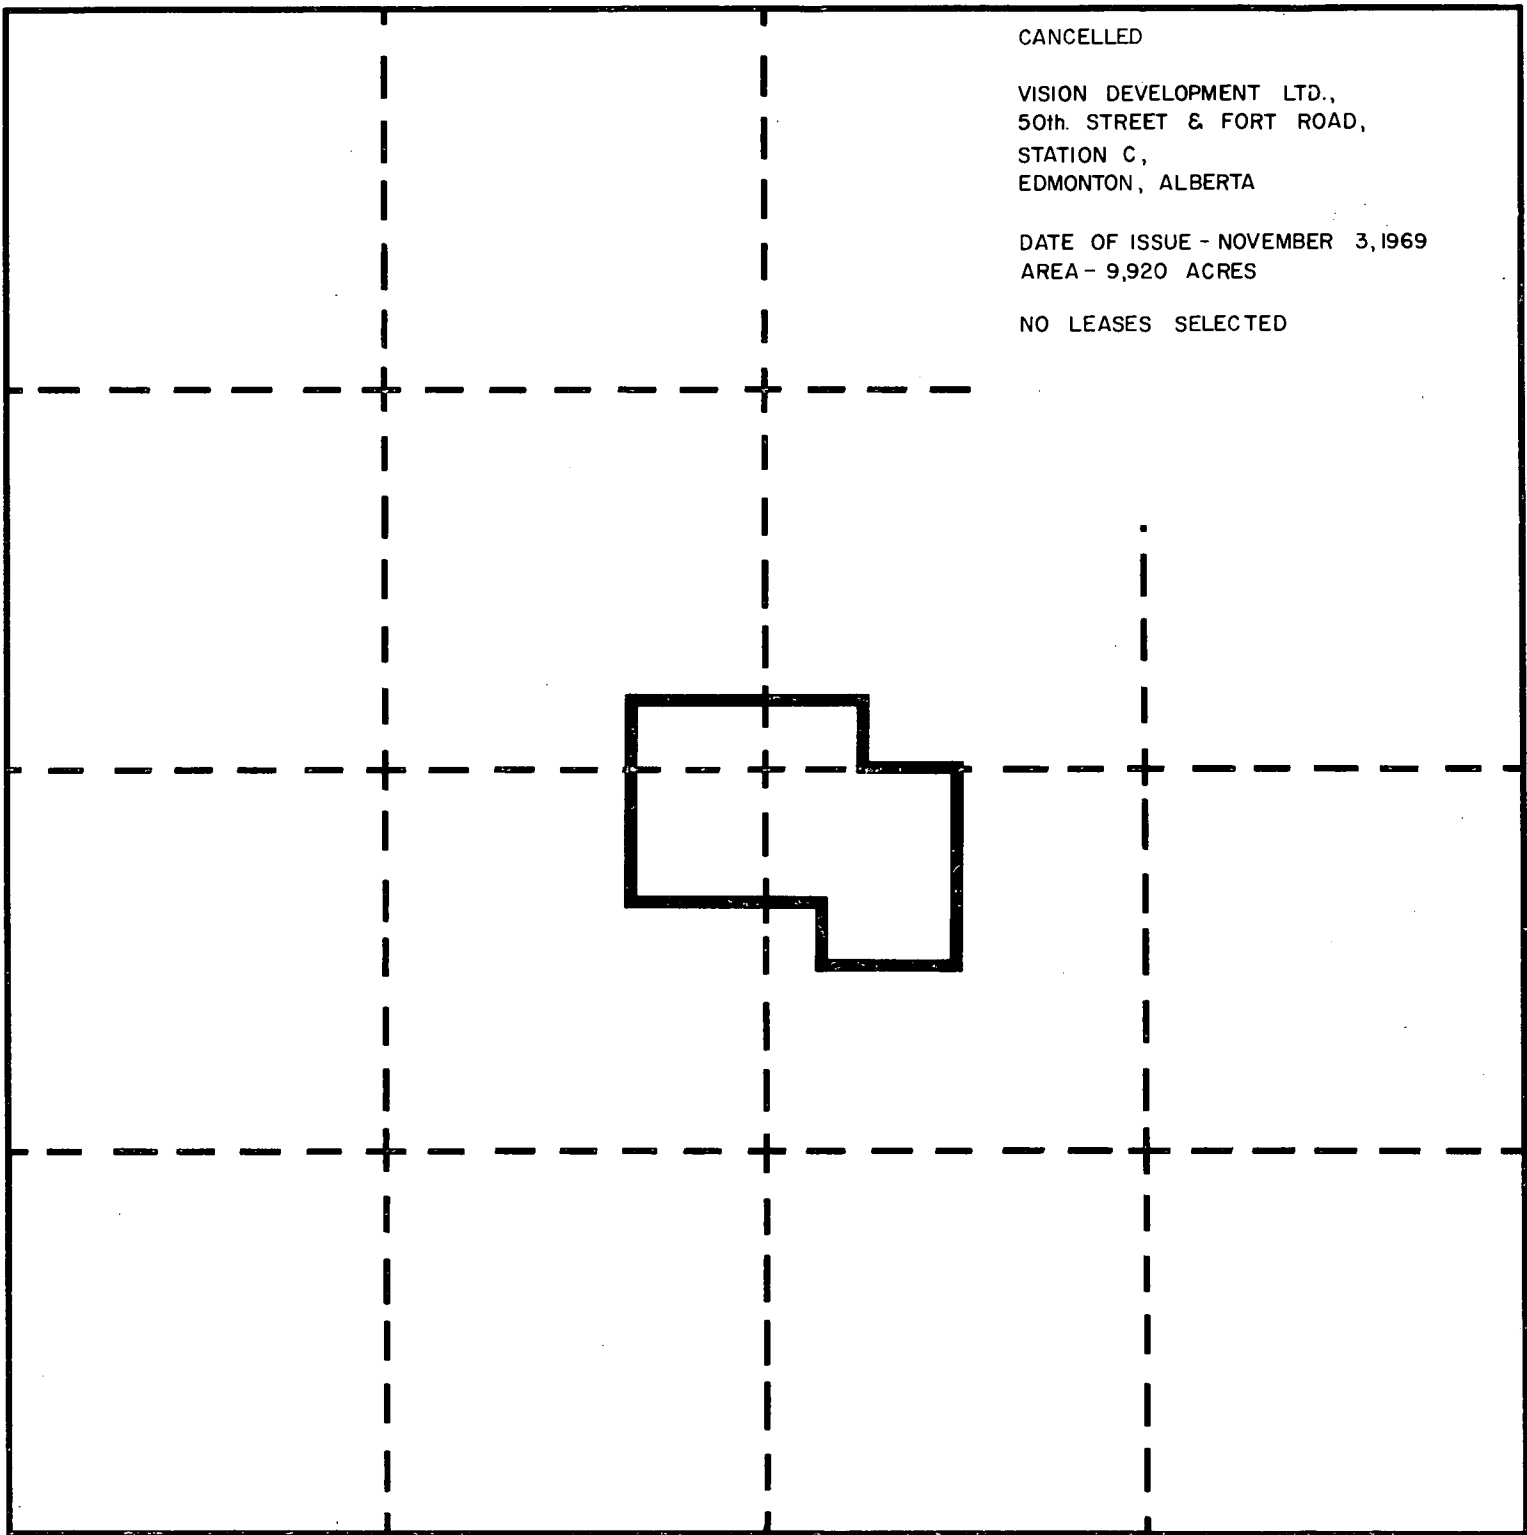 CANCELLED
VISION DEVELOPMENT LTD.,
50th. STREET & FORT ROAD,
STATION C,
EDMONTON, ALBERTA
DATE OF ISSUE - NOVEMBER 3, 1969
AREA - 9,920 ACRES
NO LEASES SELECTED